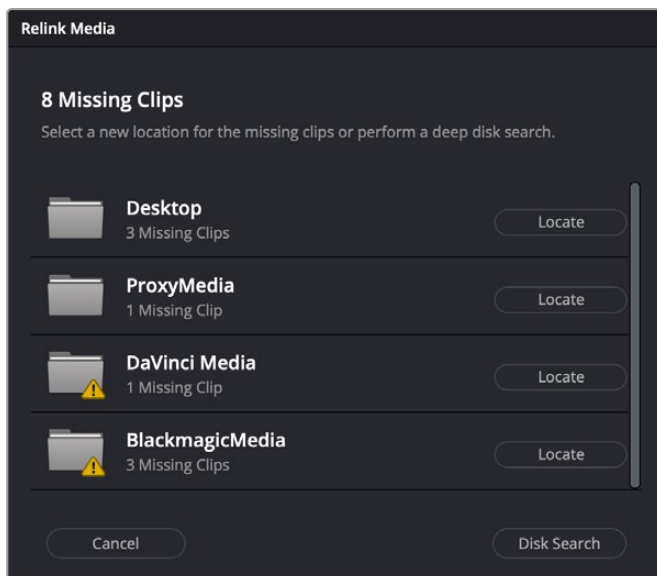 Relink Media
8 Missing Clips
Select a new location for the missing clips or perform a deep disk search.
Desktop
3 Missing Clips
Locate
ProxyMedia
1 Missing Clip
Locate
DaVinci Media
1 Missing Clip
Locate
BlackmagicMedia
3 Missing Clips
Locate
Cancel
Disk Search